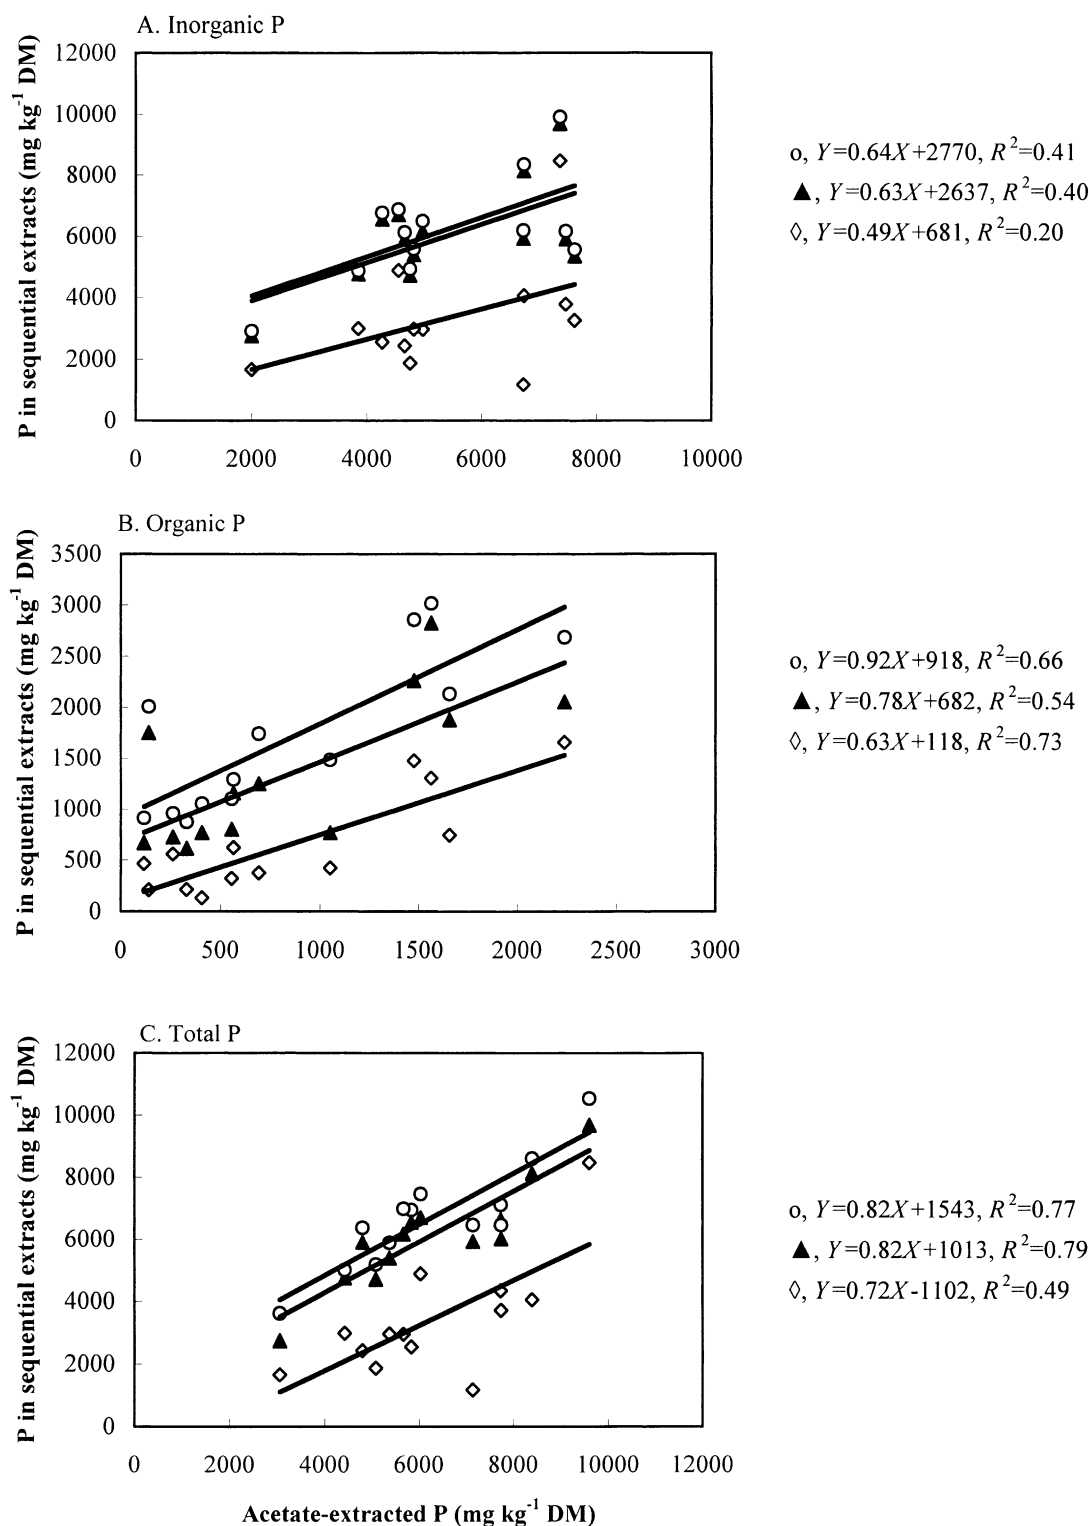 A. Inorganic P
P in sequential extracts (mg kg⁻¹ DM)
12000
10000
8000
6000
4000
2000
0
0 2000 4000 6000 8000 10000
o, Y=0.64X+2770, R²=0.41
▲, Y=0.63X+2637, R²=0.40
◊, Y=0.49X+681, R²=0.20
B. Organic P
P in sequential extracts (mg kg⁻¹ DM)
3500
3000
2500
2000
1500
1000
500
0
0 500 1000 1500 2000 2500 3000
o, Y=0.92X+918, R²=0.66
▲, Y=0.78X+682, R²=0.54
◊, Y=0.63X+118, R²=0.73
C. Total P
P in sequential extracts (mg kg⁻¹ DM)
12000
10000
8000
6000
4000
2000
0
0 2000 4000 6000 8000 10000 12000
o, Y=0.82X+1543, R²=0.77
▲, Y=0.82X+1013, R²=0.79
◊, Y=0.72X-1102, R²=0.49
Acetate-extracted P (mg kg⁻¹ DM)